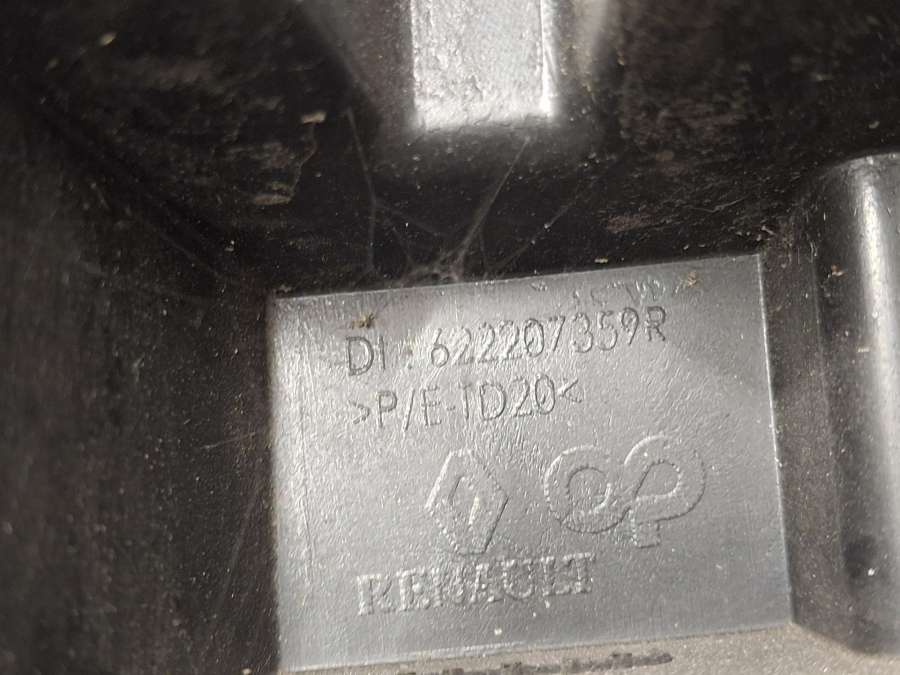 DI : 622207359R
>P/E-TD20<
RENAULT